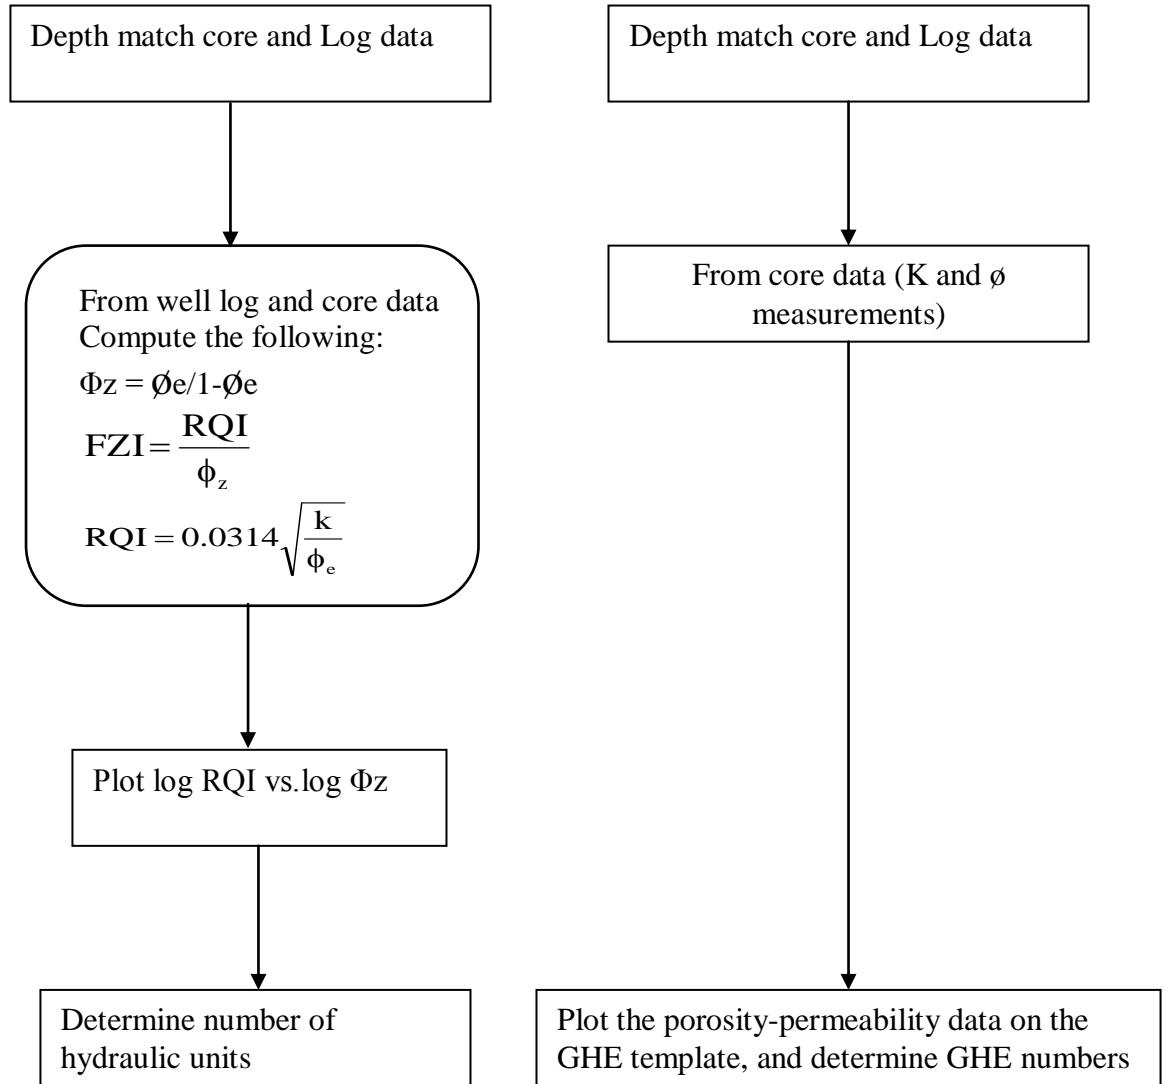 Depth match core and Log data
From well log and core data
Compute the following:
Φz = Øe/1-Øe
FZI = RQI / ϕz
RQI = 0.0314 √(k / ϕe)
Plot log RQI vs.log Φz
Determine number of
hydraulic units
Depth match core and Log data
From core data (K and ø
measurements)
Plot the porosity-permeability data on the
GHE template, and determine GHE numbers